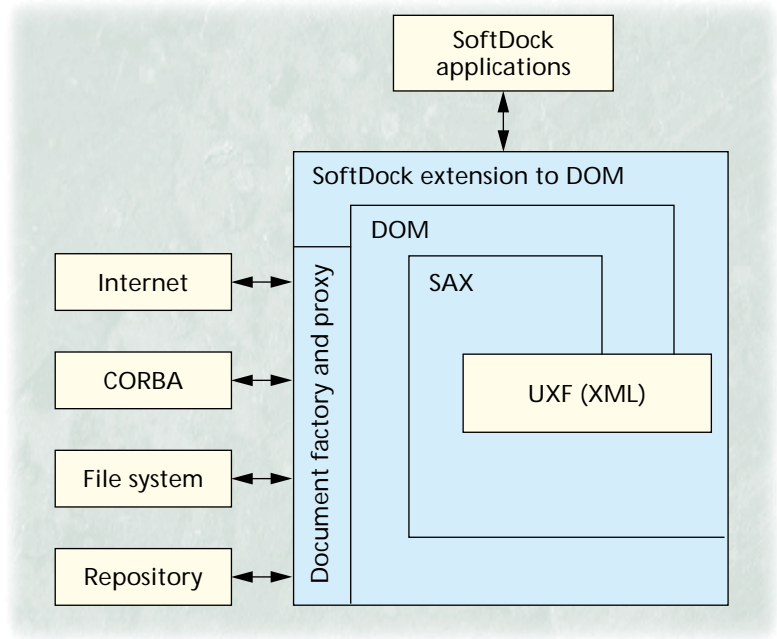 SoftDock
applications
SoftDock extension to DOM
DOM
SAX
UXF (XML)
Document factory and proxy
Internet
CORBA
File system
Repository